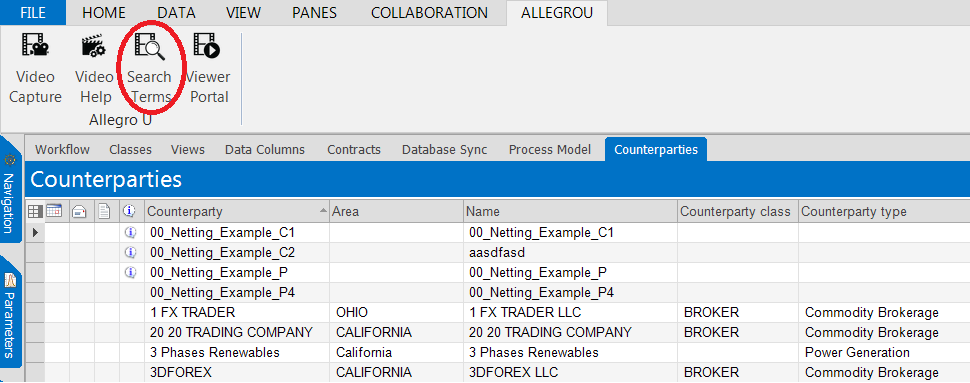 FILE HOME DATA VIEW PANES COLLABORATION ALLEGROU
Video Capture Video Help Search Terms Viewer Portal
Allegro U
Workflow Classes Views Data Columns Contracts Database Sync Process Model Counterparties
Navigation
Parameters
Counterparties
Counterparty Area Name Counterparty class Counterparty type
00_Netting_Example_C1 00_Netting_Example_C1
00_Netting_Example_C2 aasdfasd
00_Netting_Example_P 00_Netting_Example_P
00_Netting_Example_P4 00_Netting_Example_P4
1 FX TRADER OHIO 1 FX TRADER LLC BROKER Commodity Brokerage
20 20 TRADING COMPANY CALIFORNIA 20 20 TRADING COMPANY BROKER Commodity Brokerage
3 Phases Renewables California 3 Phases Renewables Power Generation
3DFOREX CALIFORNIA 3DFOREX LLC BROKER Commodity Brokerage